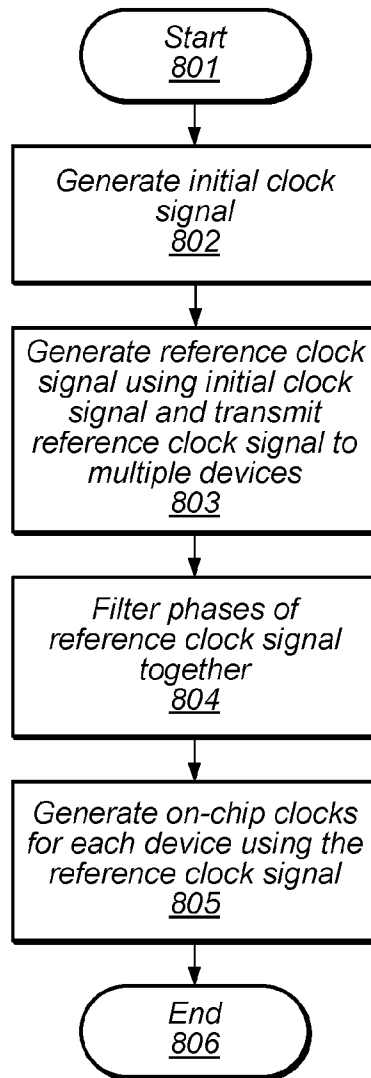 Start
801
Generate initial clock
signal
802
Generate reference clock
signal using initial clock
signal and transmit
reference clock signal to
multiple devices
803
Filter phases of
reference clock signal
together
804
Generate on-chip clocks
for each device using the
reference clock signal
805
End
806